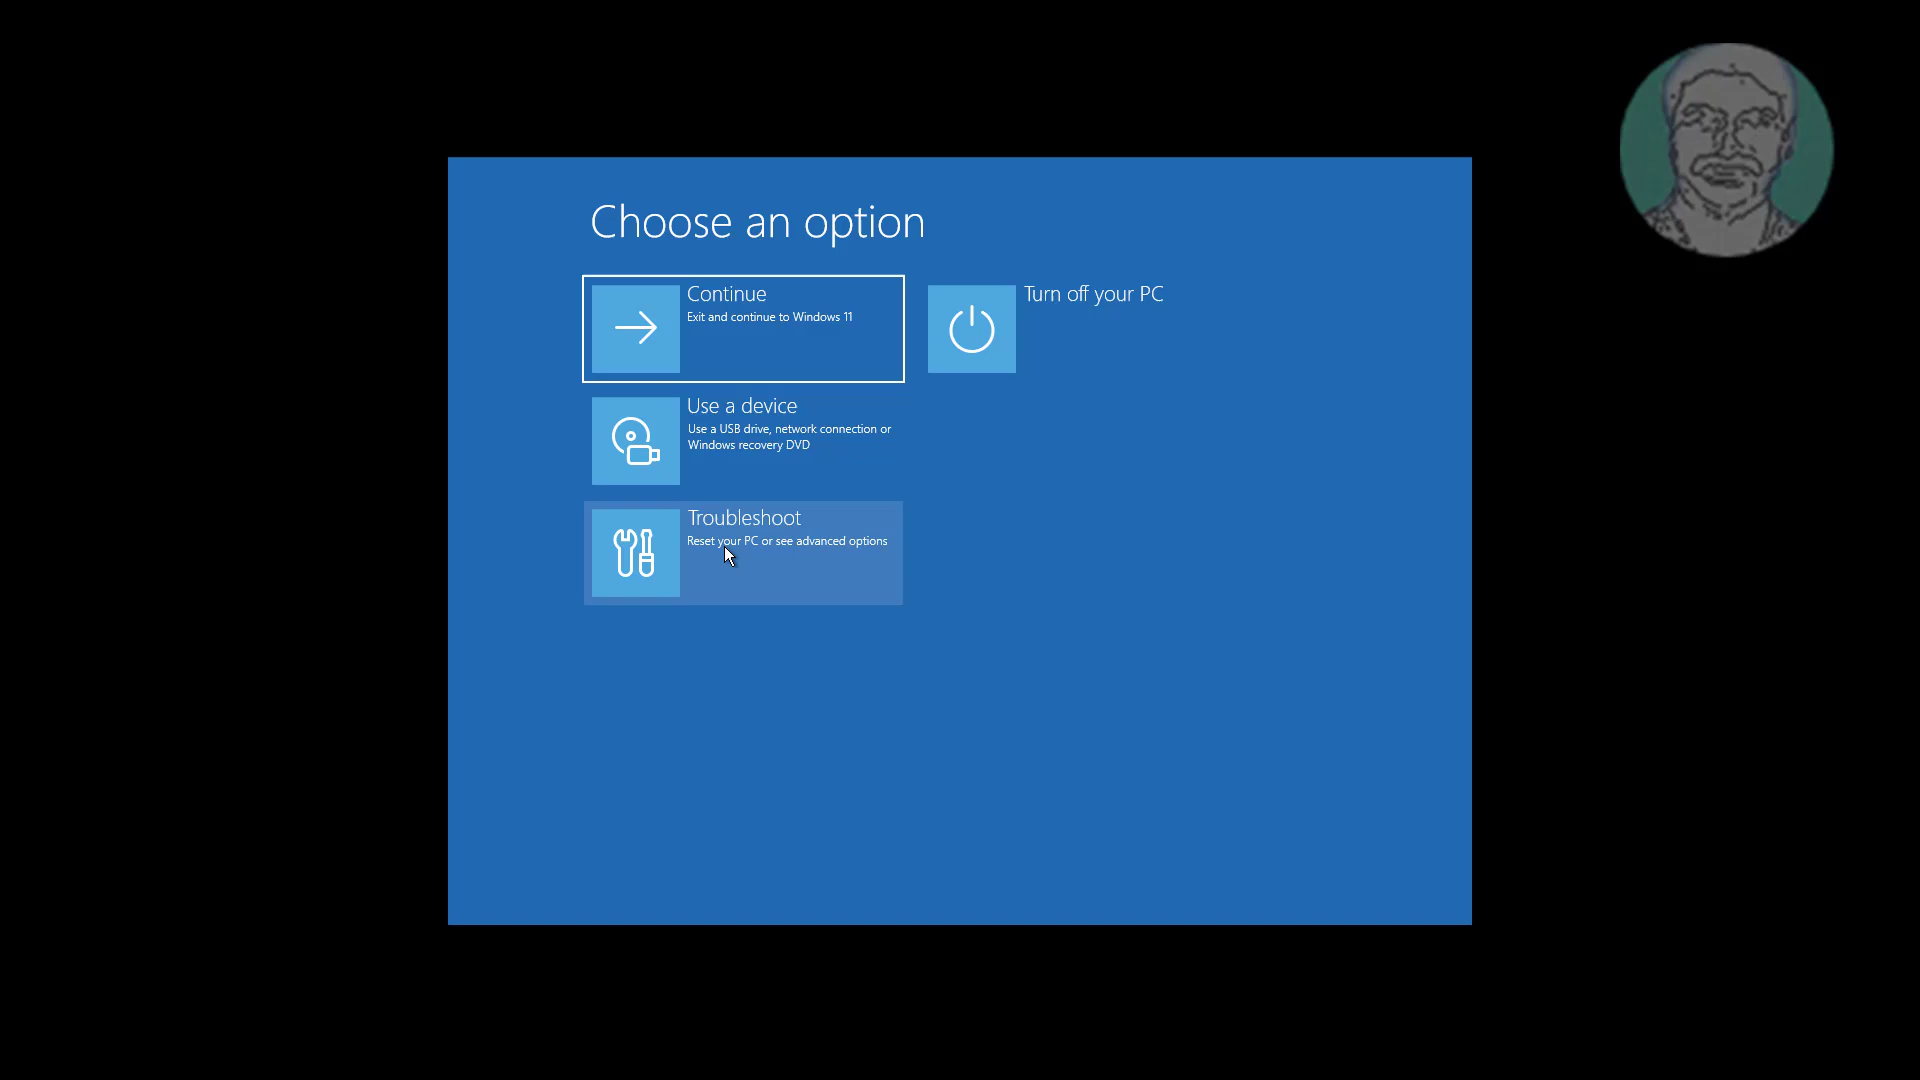 Choose an option
Continue
Exit and continue to Windows 11
Turn off your PC
Use a device
Use a USB drive, network connection or
Windows recovery DVD
Troubleshoot
Reset your PC or see advanced options